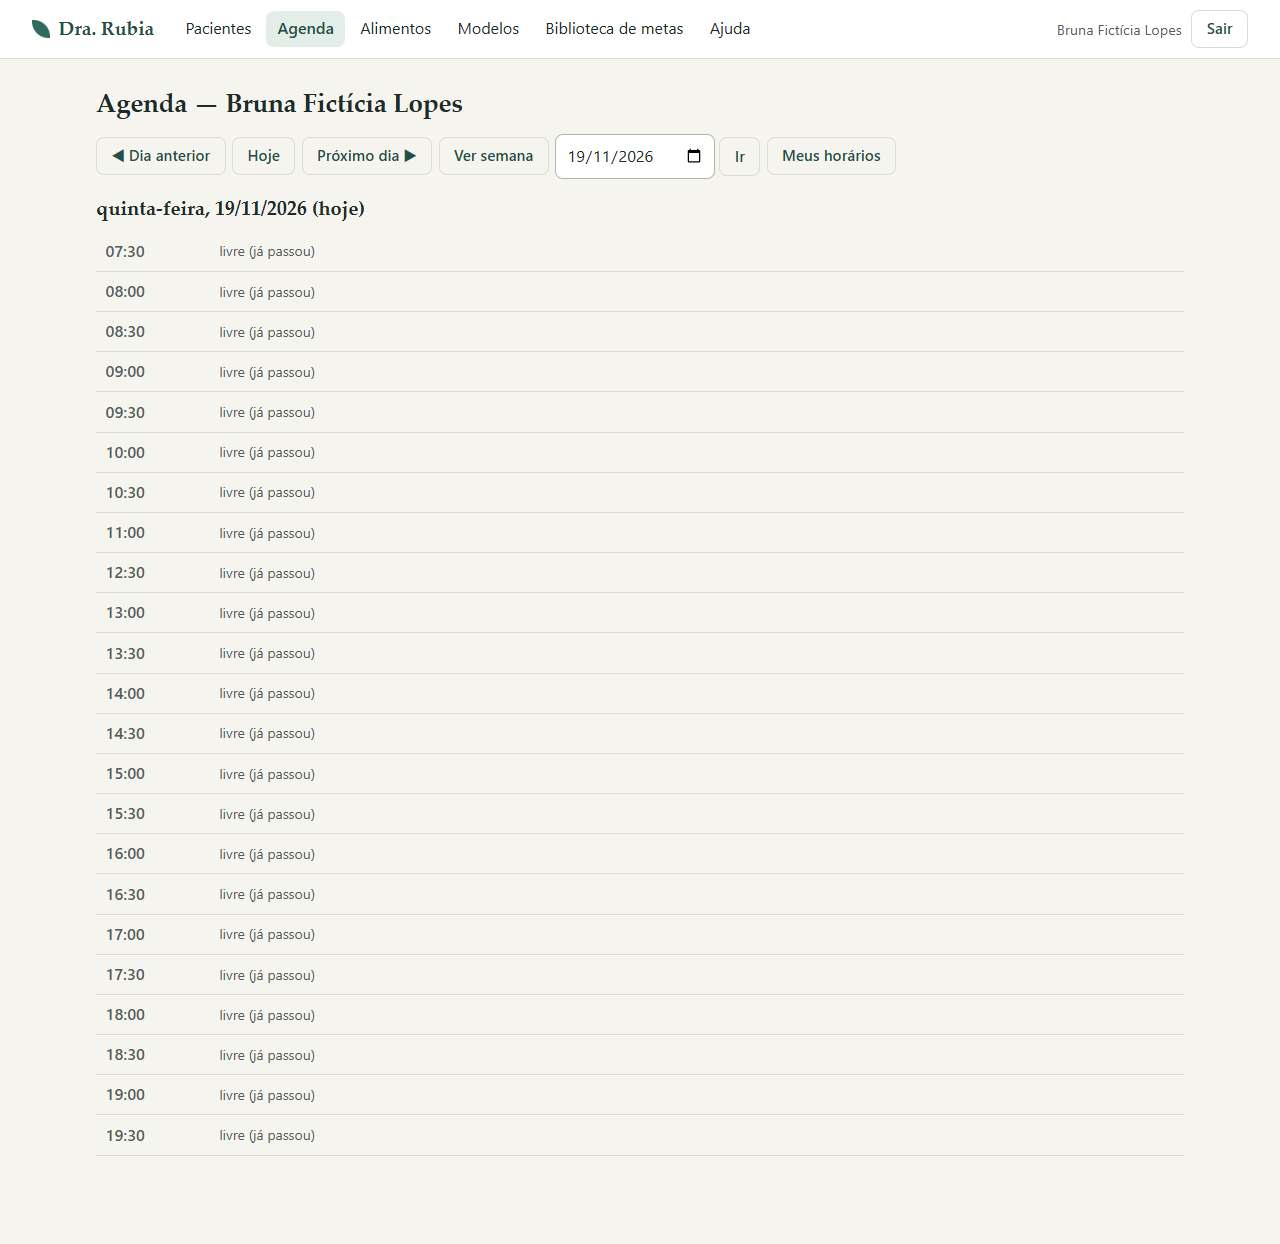 Dra. Rubia Pacientes Agenda Alimentos Modelos Biblioteca de metas Ajuda Bruna Fictícia Lopes Sair
Agenda — Bruna Fictícia Lopes
◀ Dia anterior Hoje Próximo dia ▶ Ver semana 19/11/2026 Ir Meus horários
quinta-feira, 19/11/2026 (hoje)
07:30 livre (já passou)
08:00 livre (já passou)
08:30 livre (já passou)
09:00 livre (já passou)
09:30 livre (já passou)
10:00 livre (já passou)
10:30 livre (já passou)
11:00 livre (já passou)
12:30 livre (já passou)
13:00 livre (já passou)
13:30 livre (já passou)
14:00 livre (já passou)
14:30 livre (já passou)
15:00 livre (já passou)
15:30 livre (já passou)
16:00 livre (já passou)
16:30 livre (já passou)
17:00 livre (já passou)
17:30 livre (já passou)
18:00 livre (já passou)
18:30 livre (já passou)
19:00 livre (já passou)
19:30 livre (já passou)